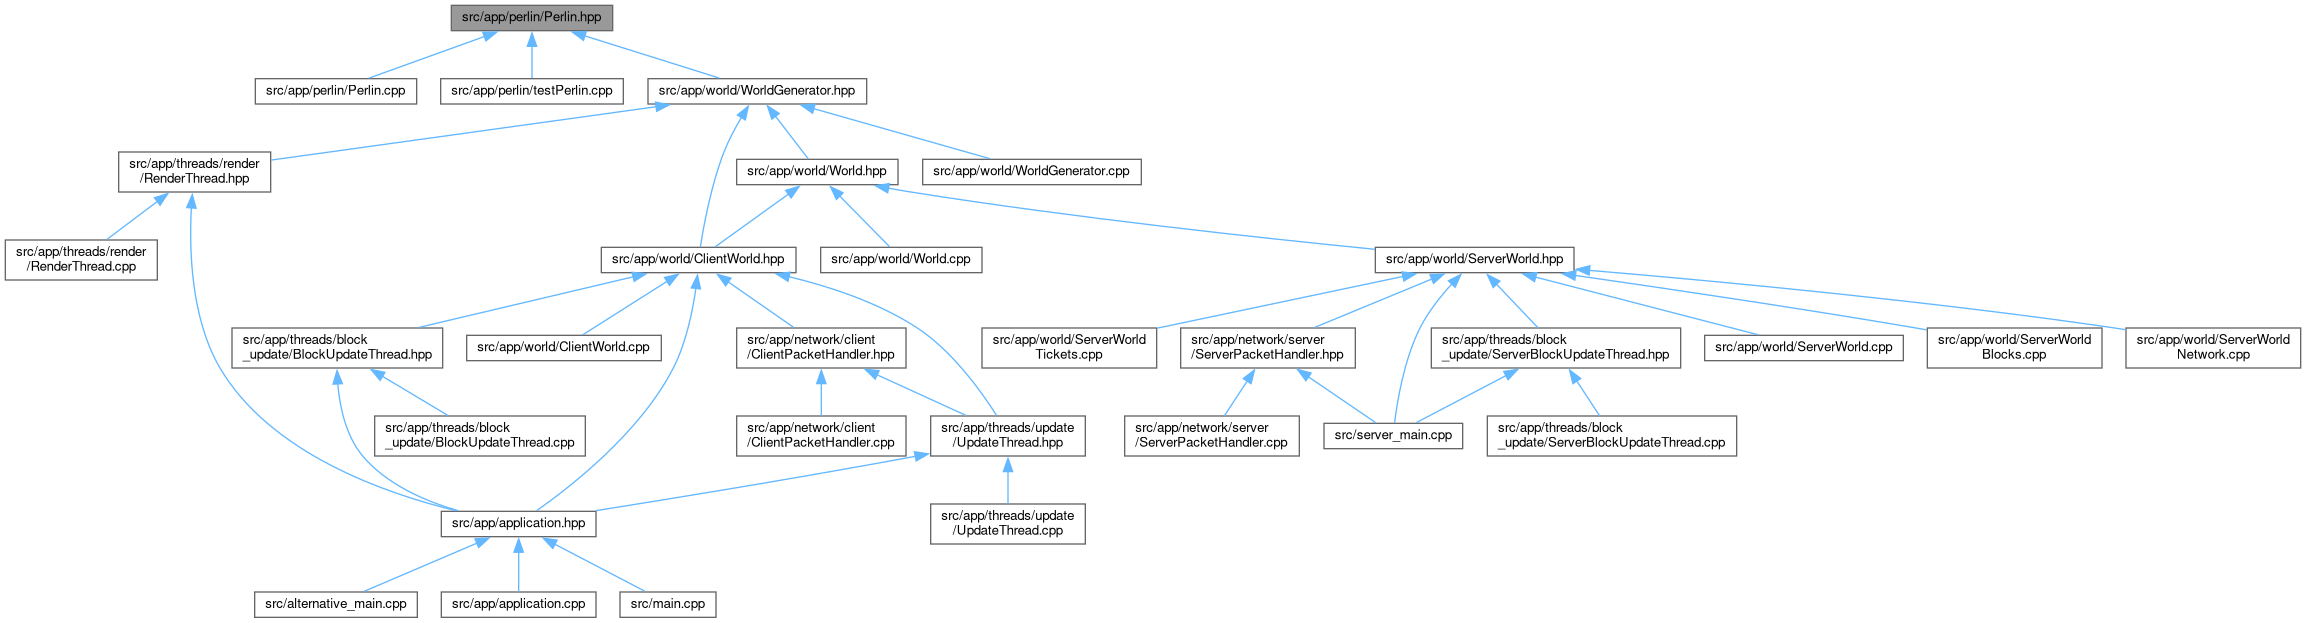 src/app/perlin/Perlin.hpp
src/app/perlin/Perlin.cpp
src/app/perlin/testPerlin.cpp
src/app/world/WorldGenerator.hpp
src/app/threads/render
/RenderThread.hpp
src/app/world/World.hpp
src/app/world/WorldGenerator.cpp
src/app/threads/render
/RenderThread.cpp
src/app/world/ClientWorld.hpp
src/app/world/World.cpp
src/app/world/ServerWorld.hpp
src/app/threads/block
_update/BlockUpdateThread.hpp
src/app/world/ClientWorld.cpp
src/app/network/client
/ClientPacketHandler.hpp
src/app/world/ServerWorld
Tickets.cpp
src/app/network/server
/ServerPacketHandler.hpp
src/app/threads/block
_update/ServerBlockUpdateThread.hpp
src/app/world/ServerWorld.cpp
src/app/world/ServerWorld
Blocks.cpp
src/app/world/ServerWorld
Network.cpp
src/app/threads/block
_update/BlockUpdateThread.cpp
src/app/network/client
/ClientPacketHandler.cpp
src/app/threads/update
/UpdateThread.hpp
src/app/network/server
/ServerPacketHandler.cpp
src/server_main.cpp
src/app/threads/block
_update/ServerBlockUpdateThread.cpp
src/app/application.hpp
src/app/threads/update
/UpdateThread.cpp
src/alternative_main.cpp
src/app/application.cpp
src/main.cpp